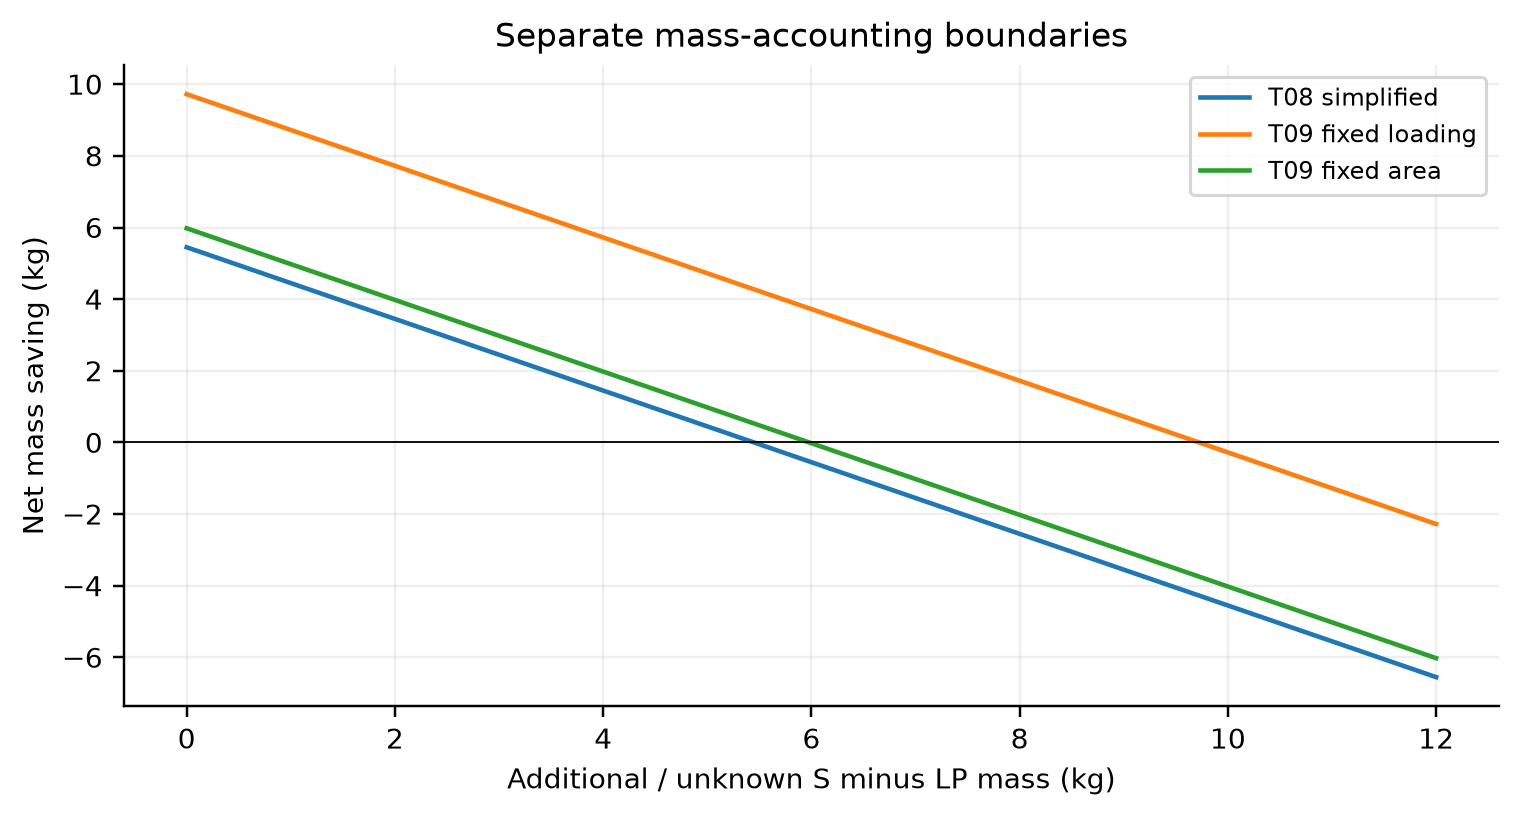 Separate mass-accounting boundaries
T08 simplified
T09 fixed loading
T09 fixed area
Net mass saving (kg)
10
8
6
4
2
0
−2
−4
−6
0 2 4 6 8 10 12
Additional / unknown S minus LP mass (kg)